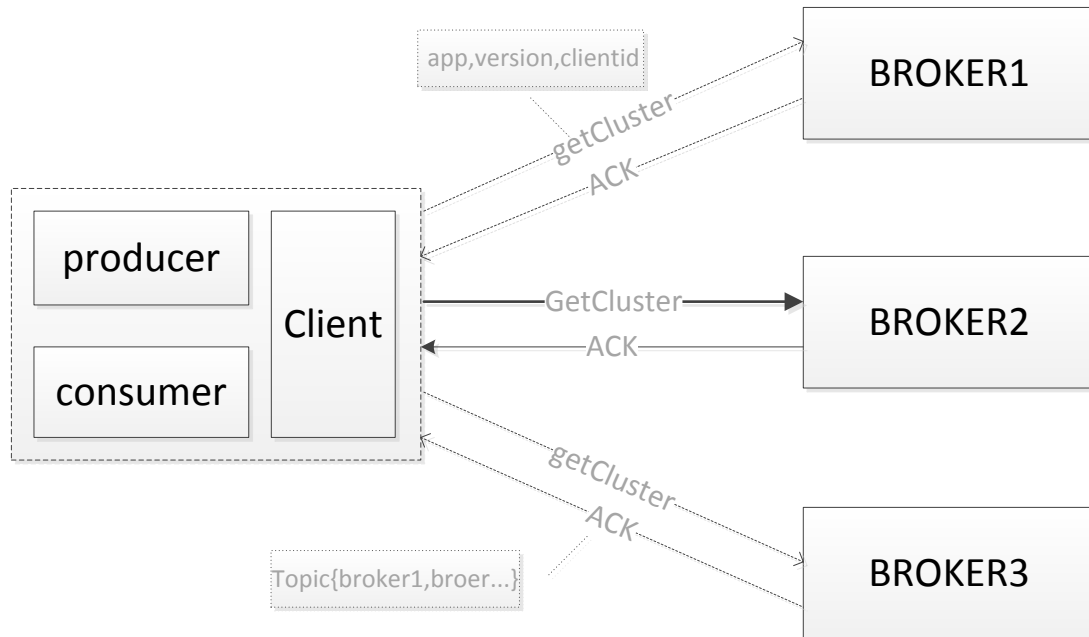 app,version,clientid
BROKER1
getCluster
ACK
producer
Client
consumer
GetCluster
ACK
BROKER2
getCluster
ACK
Topic{broker1,broer...}
BROKER3